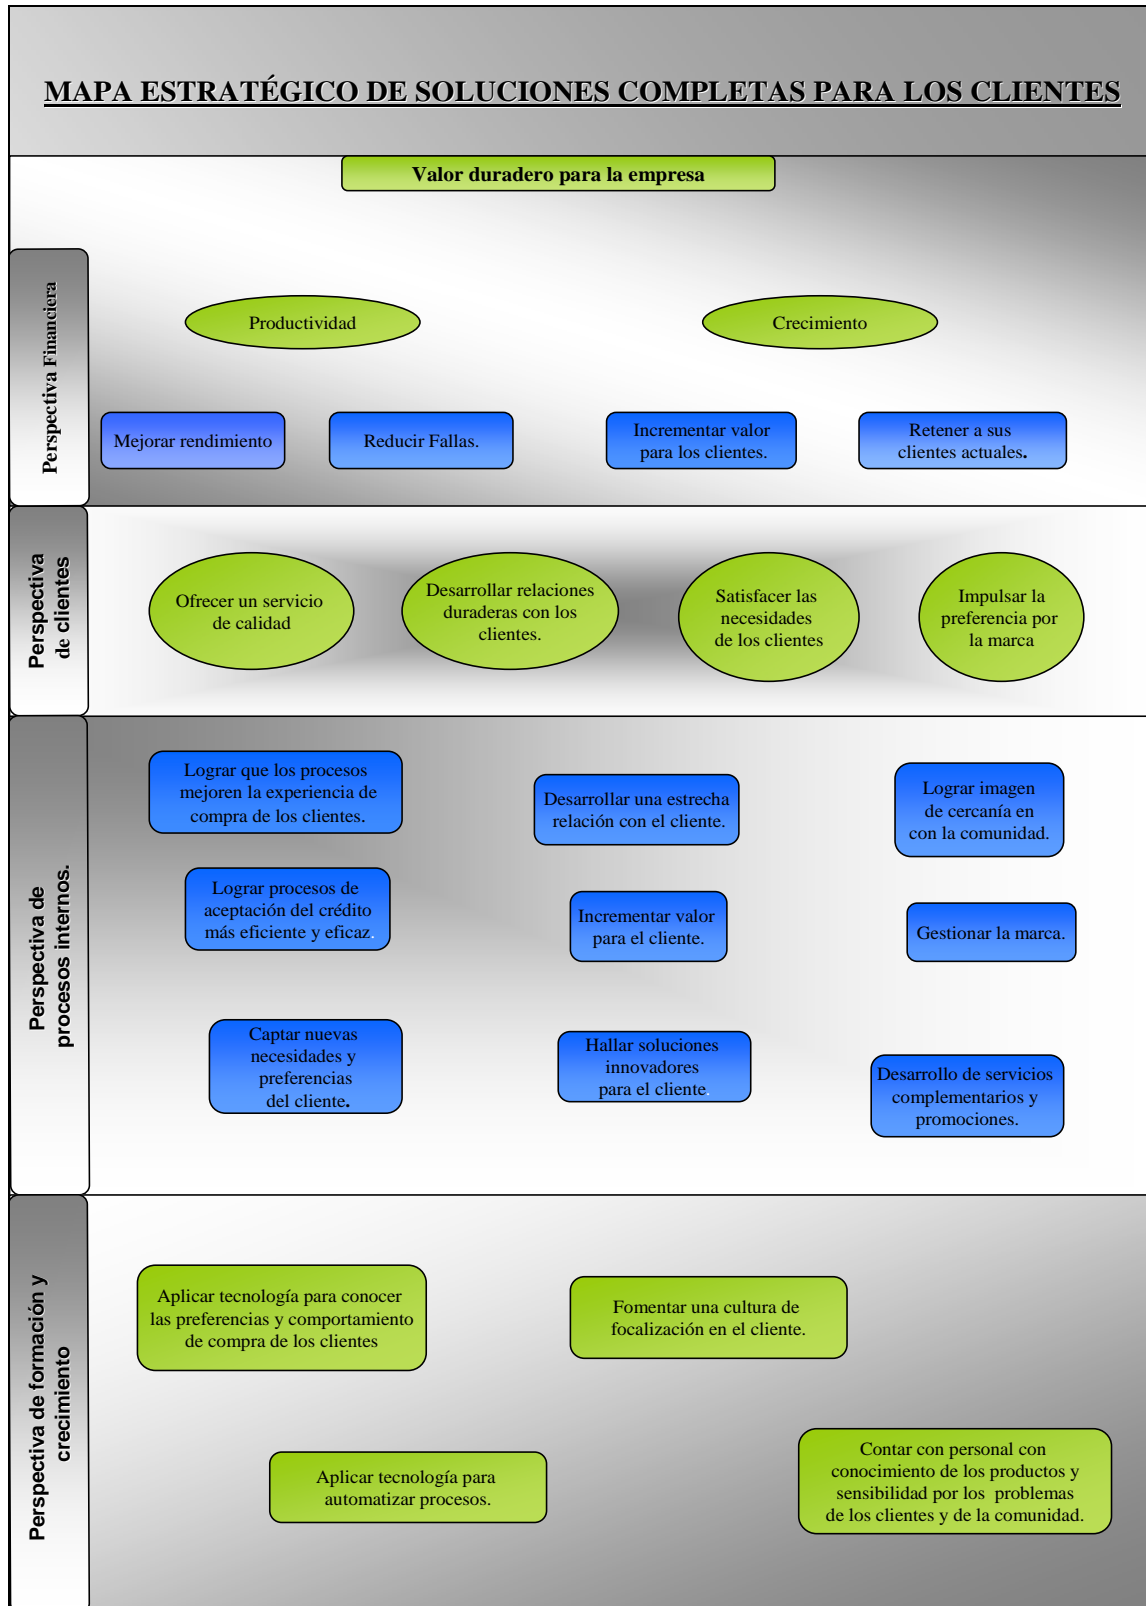 MAPA ESTRATÉGICO DE SOLUCIONES COMPLETAS PARA LOS CLIENTES
Valor duradero para la empresa
Perspectiva Financiera
Productividad
Crecimiento
Mejorar rendimiento
Reducir Fallas.
Incrementar valor
para los clientes.
Retener a sus
clientes actuales.
Perspectiva
de clientes
Ofrecer un servicio
de calidad
Desarrollar relaciones
duraderas con los
clientes.
Satisfacer las
necesidades
de los clientes
Impulsar la
preferencia por
la marca
Perspectiva de
procesos internos.
Lograr que los procesos
mejoren la experiencia de
compra de los clientes.
Desarrollar una estrecha
relación con el cliente.
Lograr imagen
de cercanía en
con la comunidad.
Lograr procesos de
aceptación del crédito
más eficiente y eficaz.
Incrementar valor
para el cliente.
Gestionar la marca.
Captar nuevas
necesidades y
preferencias
del cliente.
Hallar soluciones
innovadores
para el cliente.
Desarrollo de servicios
complementarios y
promociones.
Perspectiva de formación y
crecimiento
Aplicar tecnología para conocer
las preferencias y comportamiento
de compra de los clientes
Fomentar una cultura de
focalización en el cliente.
Aplicar tecnología para
automatizar procesos.
Contar con personal con
conocimiento de los productos y
sensibilidad por los problemas
de los clientes y de la comunidad.